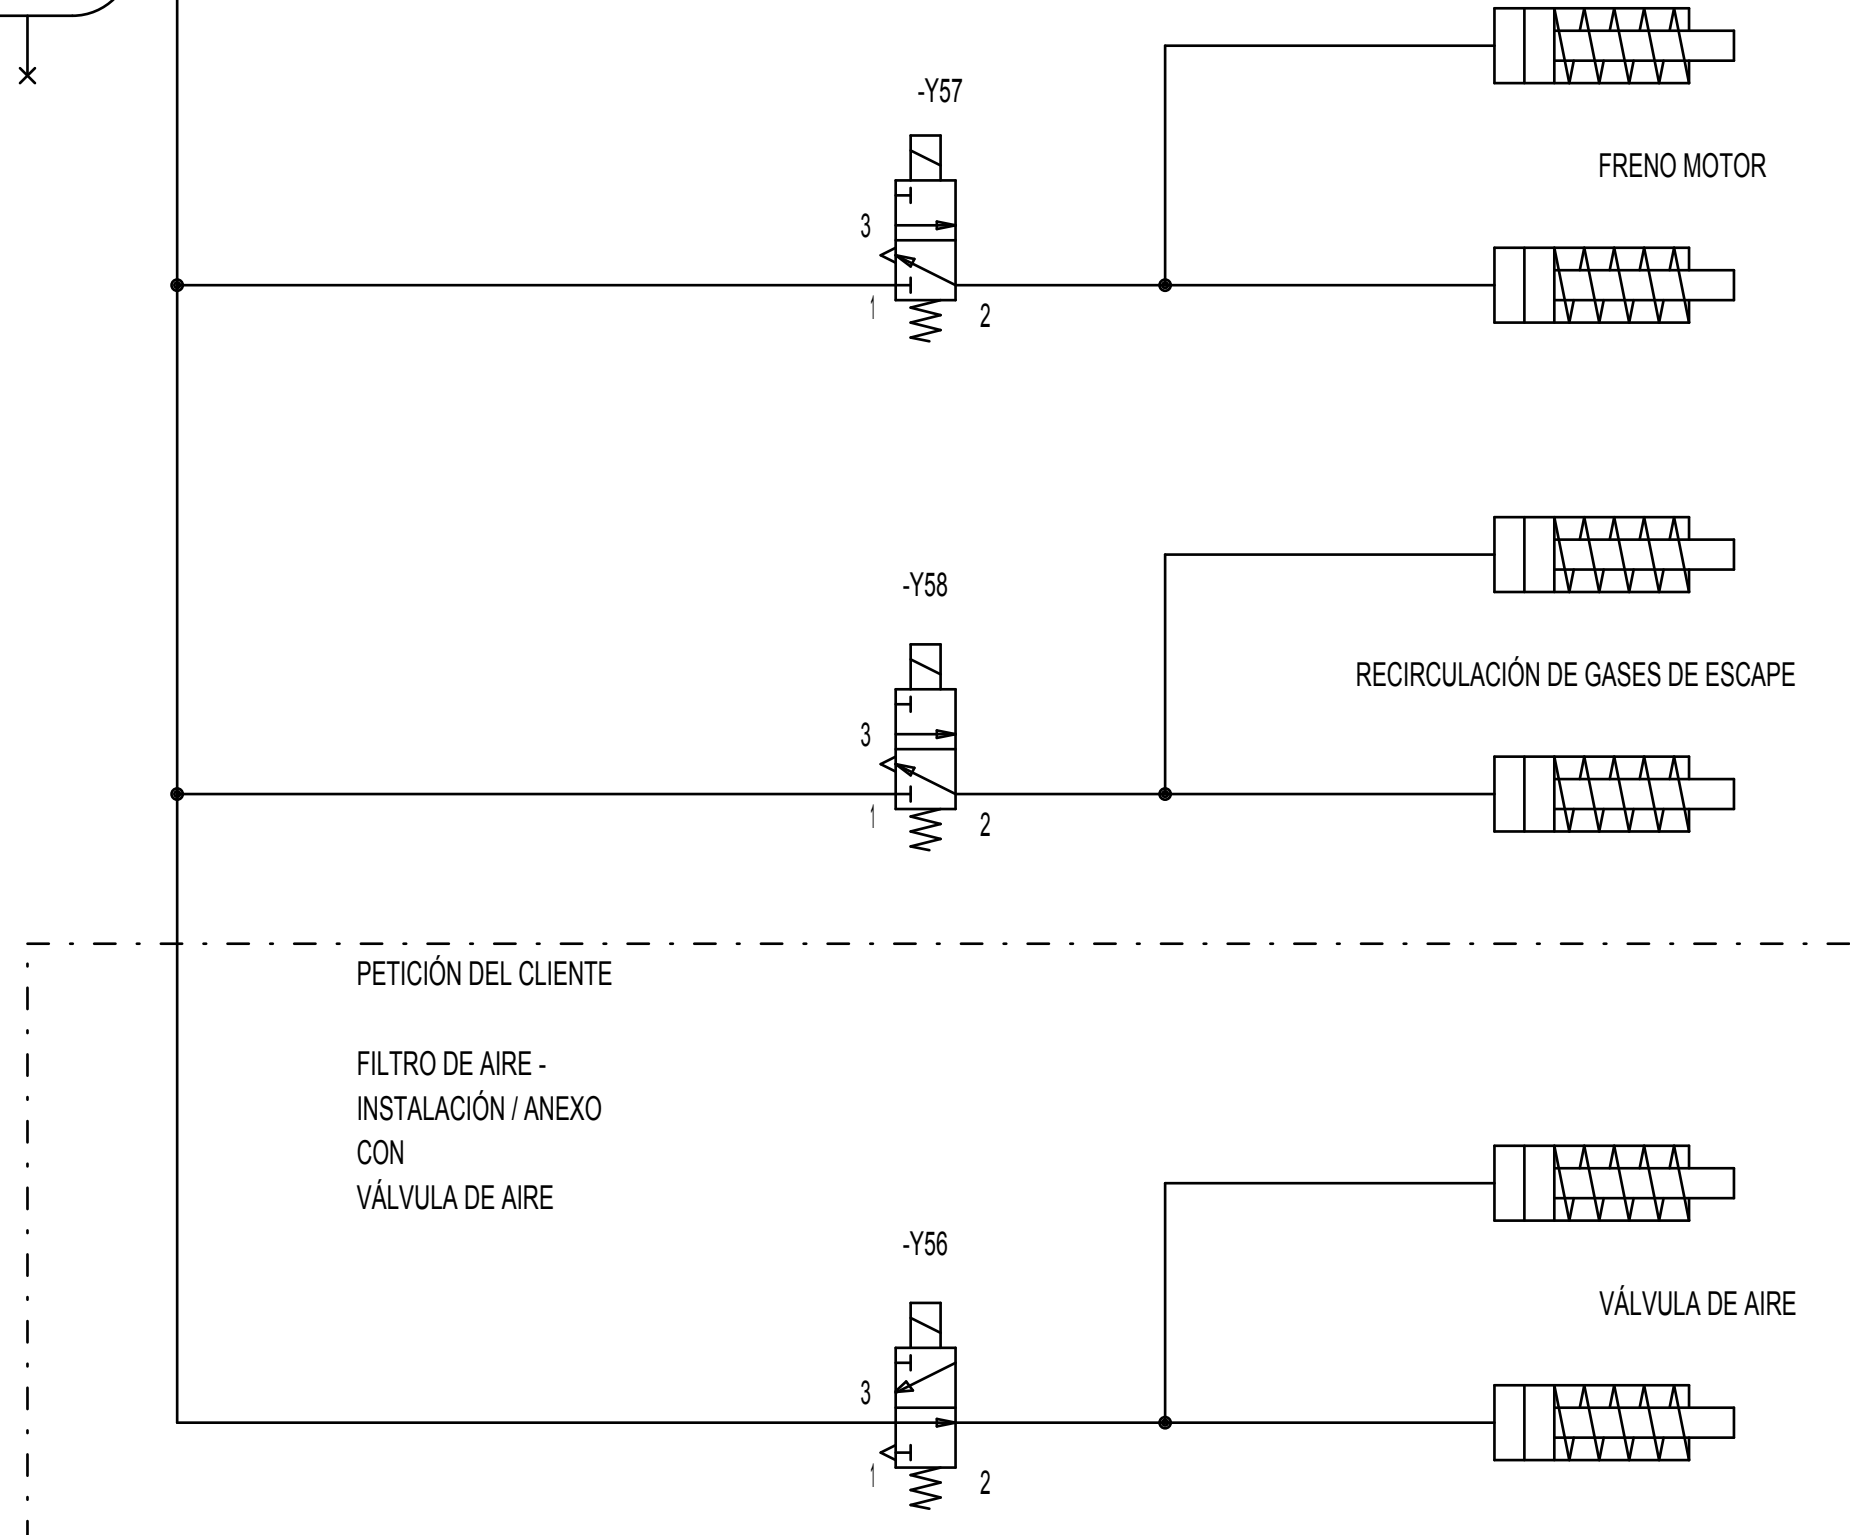 -Y57
FRENO MOTOR
3
1
2
-Y58
RECIRCULACIÓN DE GASES DE ESCAPE
3
1
2
PETICIÓN DEL CLIENTE
FILTRO DE AIRE -
INSTALACIÓN / ANEXO
CON
VÁLVULA DE AIRE
-Y56
VÁLVULA DE AIRE
3
1
2